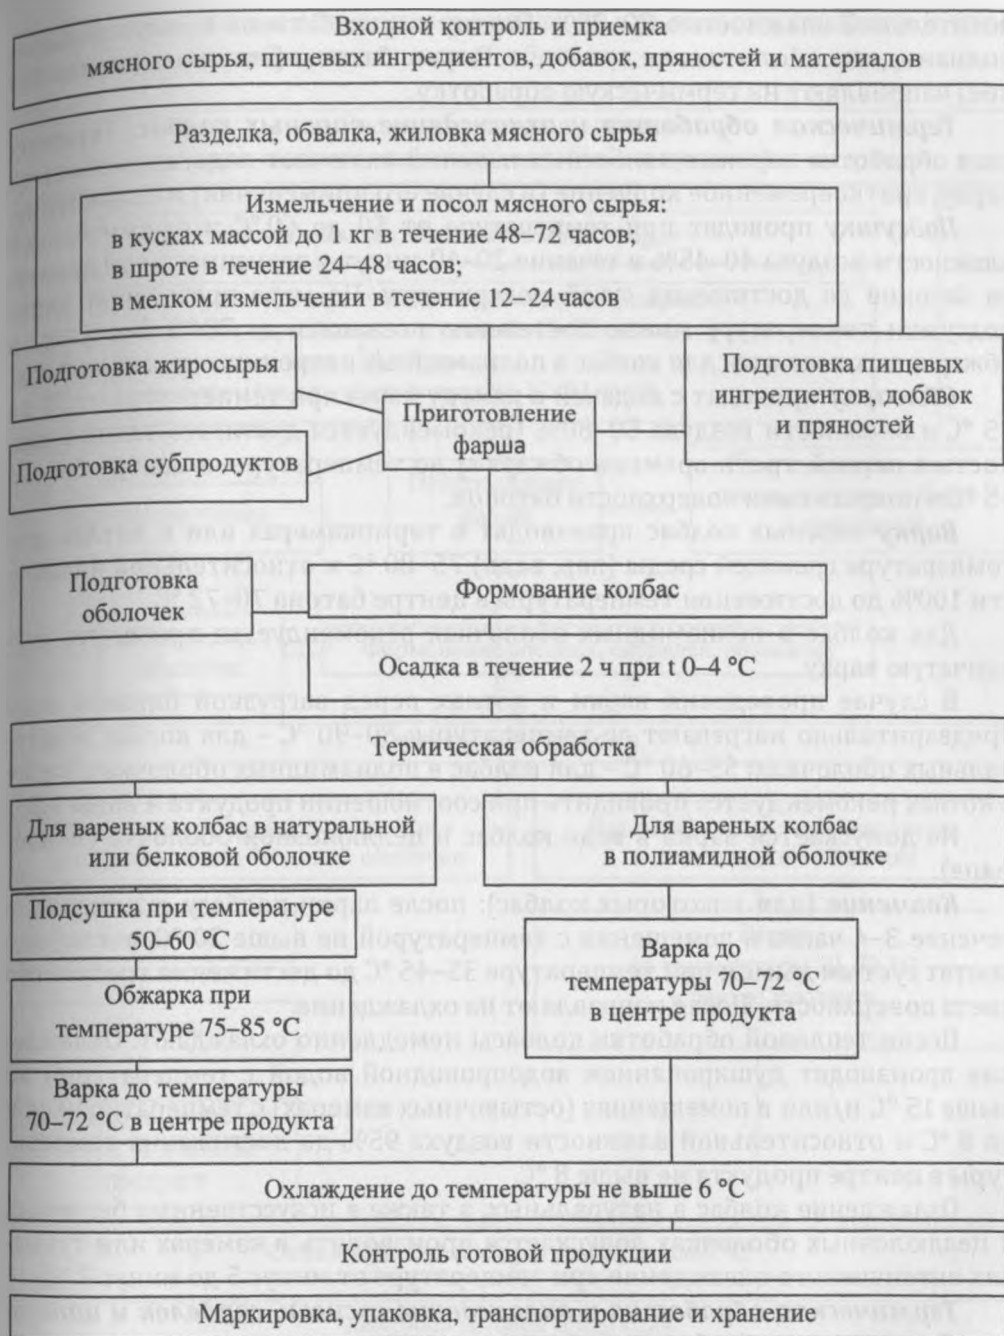 Входной контроль и приемка
мясного сырья, пищевых ингредиентов, добавок, пряностей и материалов
Разделка, обвалка, жиловка мясного сырья
Измельчение и посол мясного сырья:
в кусках массой до 1 кг в течение 48–72 часов;
в шроте в течение 24–48 часов;
в мелком измельчении в течение 12–24 часов
Подготовка жиросырья
Подготовка субпродуктов
Приготовление
фарша
Подготовка пищевых
ингредиентов, добавок
и пряностей
Подготовка
оболочек
Формование колбас
Осадка в течение 2 ч при t 0–4 °С
Термическая обработка
Для вареных колбас в натуральной
или белковой оболочке
Для вареных колбас
в полиамидной оболочке
Подсушка при температуре
50–60 °С
Обжарка при
температуре 75–85 °С
Варка до температуры
70–72 °С в центре продукта
Варка до
температуры 70–72 °С
в центре продукта
Охлаждение до температуры не выше 6 °С
Контроль готовой продукции
Маркировка, упаковка, транспортирование и хранение